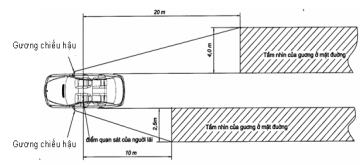 20 m
Gương chiếu hậu
4,0 m
Tầm nhìn của gương ở mặt đường
Gương chiếu hậu
điểm quan sát của người lái
2,5m
Tầm nhìn của gương ở mặt đường
10 m